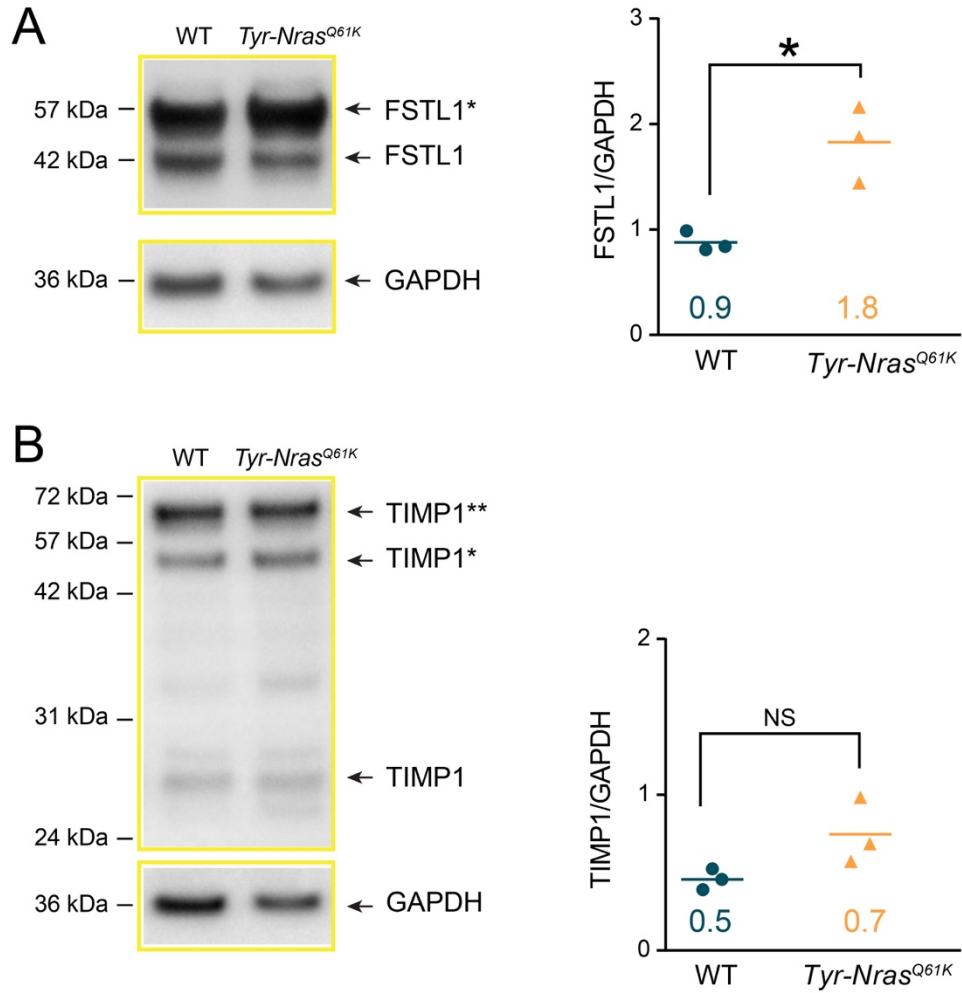 A
WT Tyr-Nras^Q61K
57 kDa
FSTL1*
42 kDa
FSTL1
36 kDa
GAPDH
3
2
1
0
FSTL1/GAPDH
*
0.9
1.8
WT
Tyr-Nras^Q61K
B
WT Tyr-Nras^Q61K
72 kDa
TIMP1**
57 kDa
TIMP1*
42 kDa
31 kDa
TIMP1
24 kDa
36 kDa
GAPDH
2
1
0
TIMP1/GAPDH
NS
0.5
0.7
WT
Tyr-Nras^Q61K